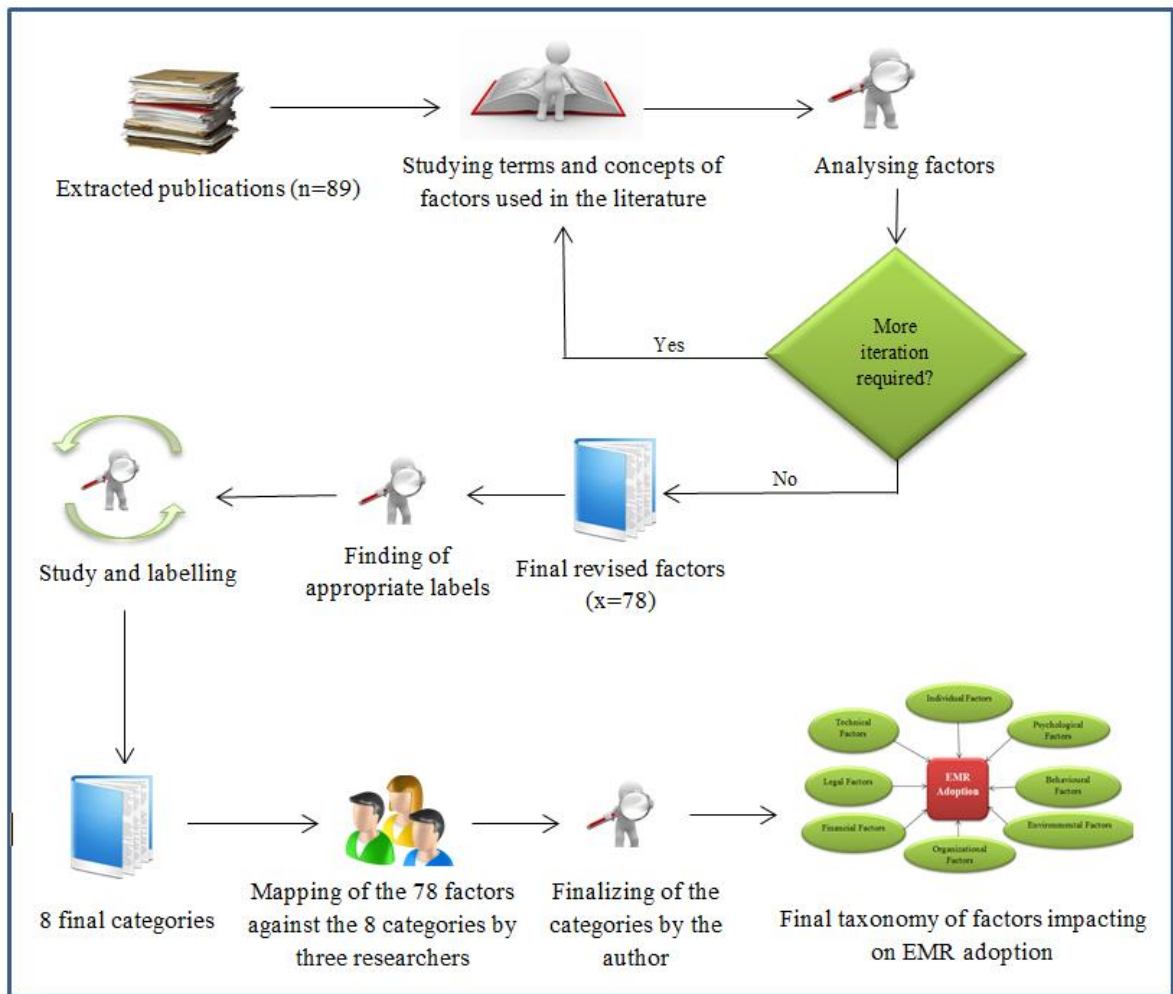 Extracted publications (n=89)
Studying terms and concepts of
factors used in the literature
Analysing factors
More
iteration
required?
Yes
No
Final revised factors
(x=78)
Finding of
appropriate labels
Study and labelling
8 final categories
Mapping of the 78 factors
against the 8 categories by
three researchers
Finalizing of the
categories by the
author
Individual Factors
Technical
Factors
Psychological
Factors
EMR
Adoption
Legal Factors
Behavioural
Factors
Financial Factors
Environmental Factors
Organizational
Factors
Final taxonomy of factors impacting
on EMR adoption